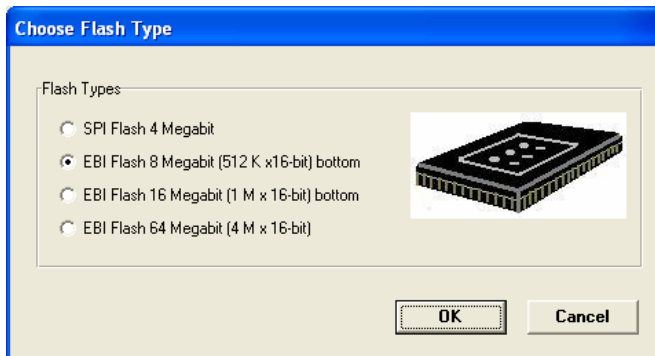 Choose Flash Type
Flash Types
SPI Flash 4 Megabit
EBI Flash 8 Megabit (512 K x16-bit) bottom
EBI Flash 16 Megabit (1 M x 16-bit) bottom
EBI Flash 64 Megabit (4 M x 16-bit)
OK
Cancel